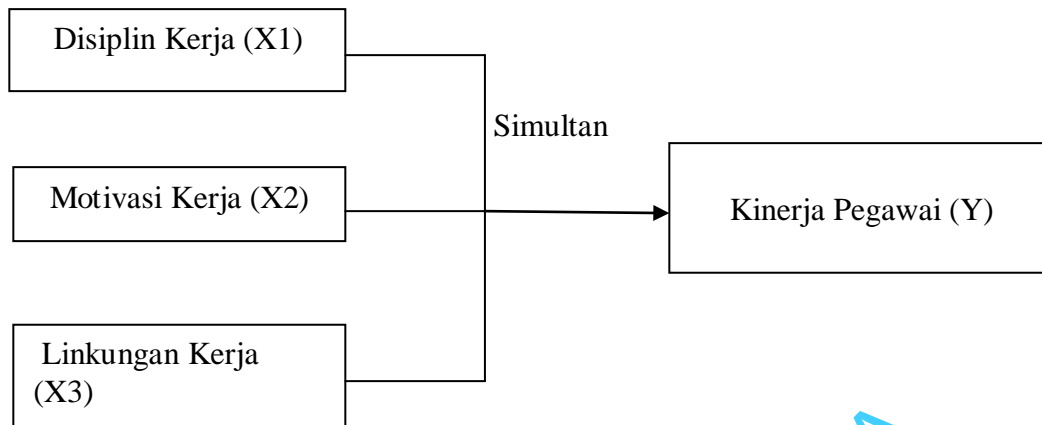 Disiplin Kerja (X1)
Simultan
Motivasi Kerja (X2)
Kinerja Pegawai (Y)
Linkungan Kerja
(X3)